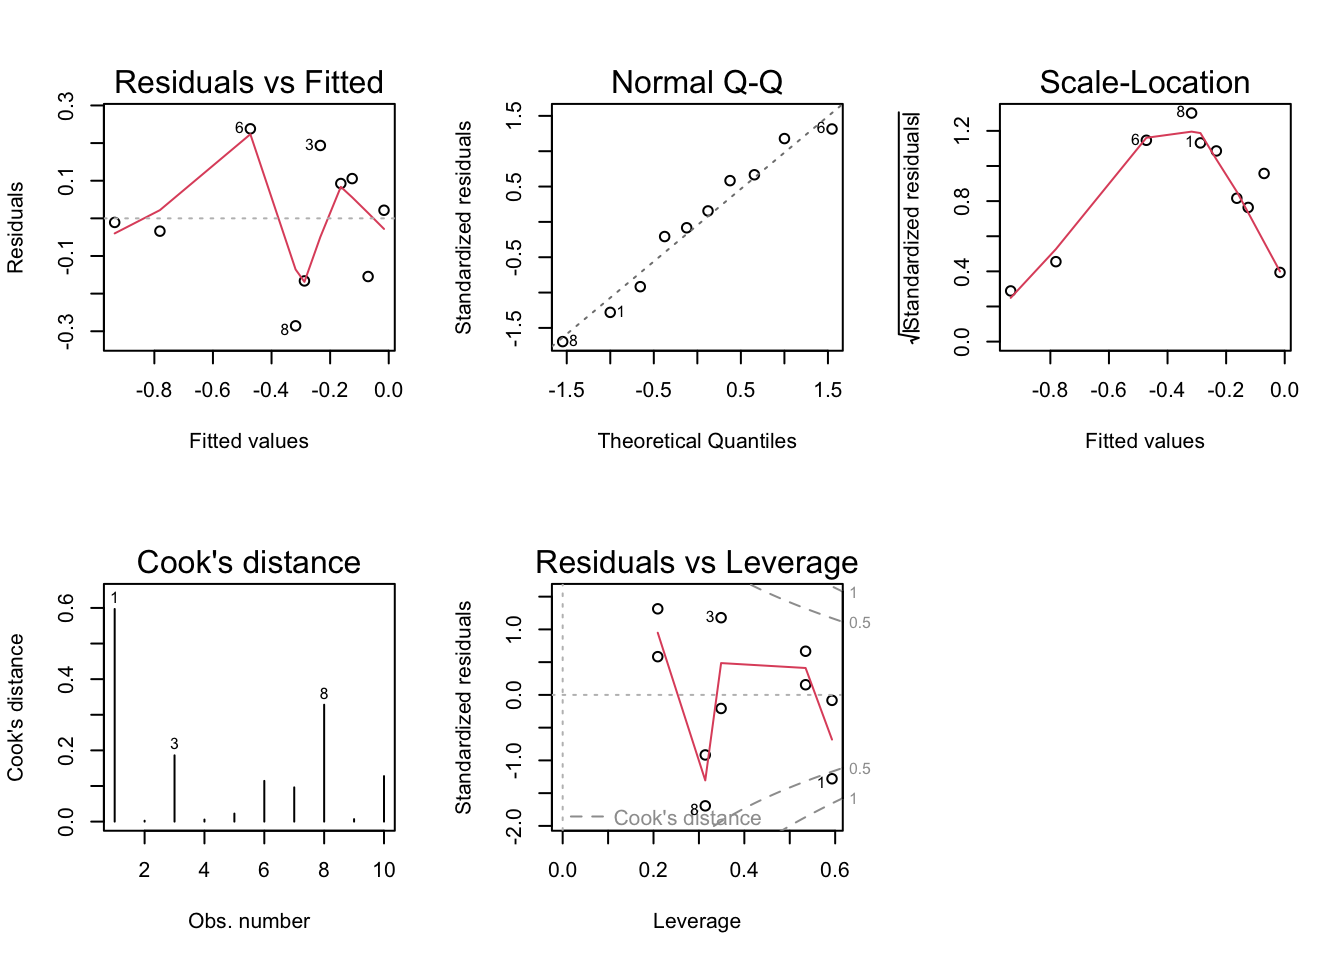 Residuals vs Fitted
Residuals
0.3
0.1
-0.1
-0.3
6
3
8
-0.8 -0.6 -0.4 -0.2 0.0
Fitted values
Normal Q-Q
Standardized residuals
1.5
0.5
-0.5
-1.5
6
1
8
-1.5 -0.5 0.5 1.5
Theoretical Quantiles
Scale-Location
√|Standardized residuals|
1.2
0.8
0.4
0.0
8
6
1
-0.8 -0.6 -0.4 -0.2 0.0
Fitted values
Cook's distance
Cook's distance
0.6
0.4
0.2
0.0
1
3
8
2 4 6 8 10
Obs. number
Residuals vs Leverage
Standardized residuals
1.0
0.0
-1.0
-2.0
3
8
1
1
0.5
0.5
1
Cook's distance
0.0 0.2 0.4 0.6
Leverage